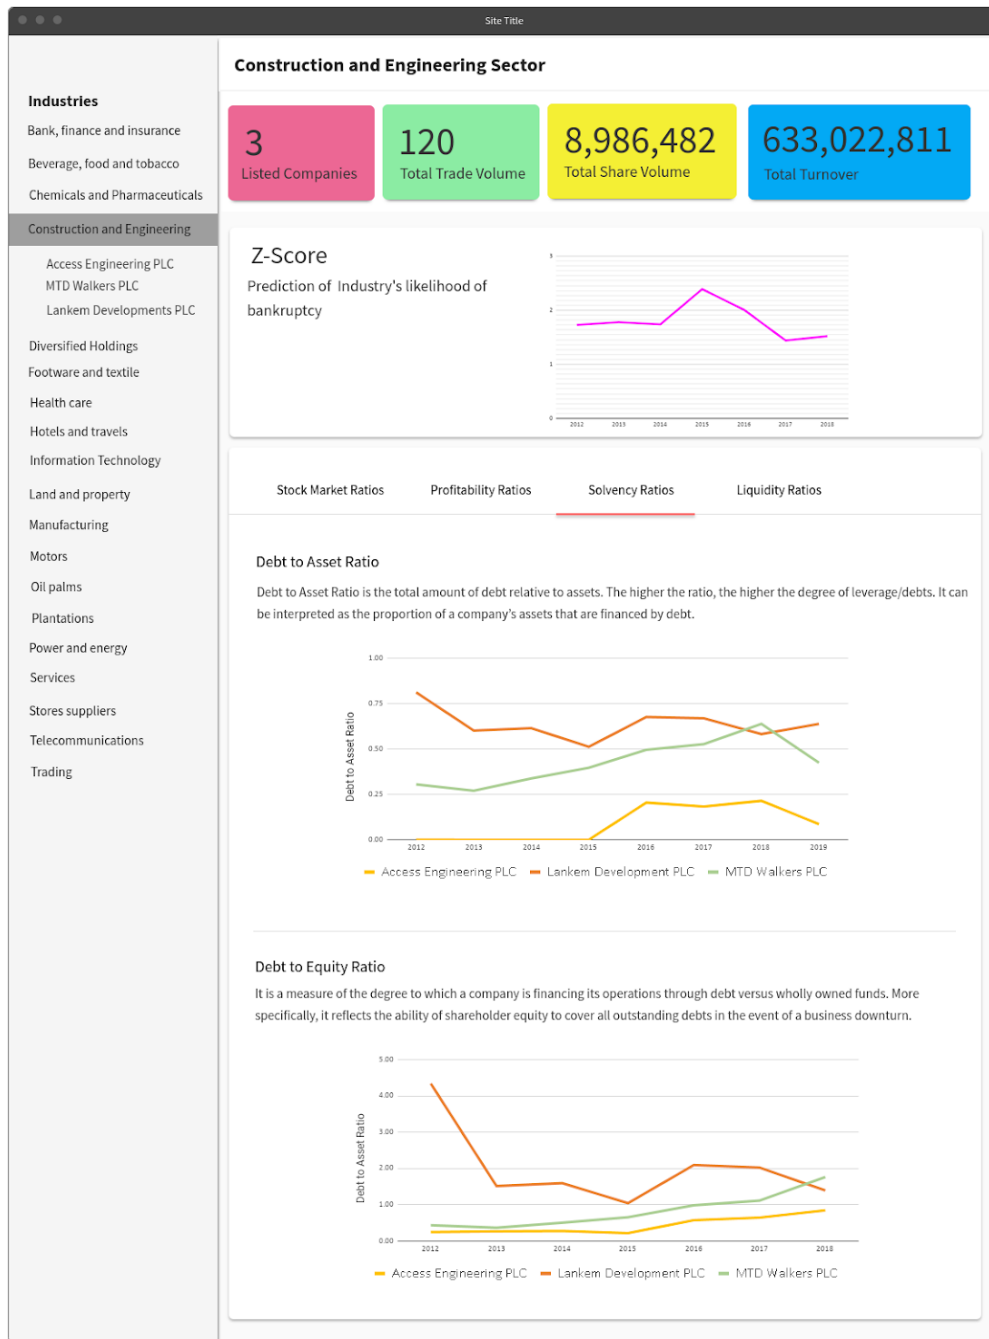 Site Title
Industries
Bank, finance and insurance
Beverage, food and tobacco
Chemicals and Pharmaceuticals
Construction and Engineering
Access Engineering PLC
MTD Walkers PLC
Lankem Developments PLC
Diversified Holdings
Footware and textile
Health care
Hotels and travels
Information Technology
Land and property
Manufacturing
Motors
Oil palms
Plantations
Power and energy
Services
Stores suppliers
Telecommunications
Trading
Construction and Engineering Sector
3
Listed Companies
120
Total Trade Volume
8,986,482
Total Share Volume
633,022,811
Total Turnover
Z-Score
Prediction of Industry's likelihood of
bankruptcy
3
2
1
0
2012 2013 2014 2015 2016 2017 2018
Stock Market Ratios Profitability Ratios Solvency Ratios Liquidity Ratios
Debt to Asset Ratio
Debt to Asset Ratio is the total amount of debt relative to assets. The higher the ratio, the higher the degree of leverage/debts. It can
be interpreted as the proportion of a company's assets that are financed by debt.
Debt to Asset Ratio
1.00
0.75
0.50
0.25
0.00
2012 2013 2014 2015 2016 2017 2018 2019
Access Engineering PLC Lankem Development PLC MTD Walkers PLC
Debt to Equity Ratio
It is a measure of the degree to which a company is financing its operations through debt versus wholly owned funds. More
specifically, it reflects the ability of shareholder equity to cover all outstanding debts in the event of a business downturn.
Debt to Asset Ratio
5.00
4.00
3.00
2.00
1.00
0.00
2012 2013 2014 2015 2016 2017 2018
Access Engineering PLC Lankem Development PLC MTD Walkers PLC